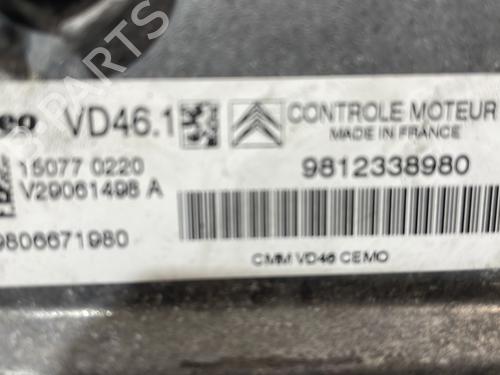 eo VD46.1 CONTROLE MOTEUR
MADE IN FRANCE
15077 0220 9812338980
V29061498 A
9806671980
CMM VD46 CEMO